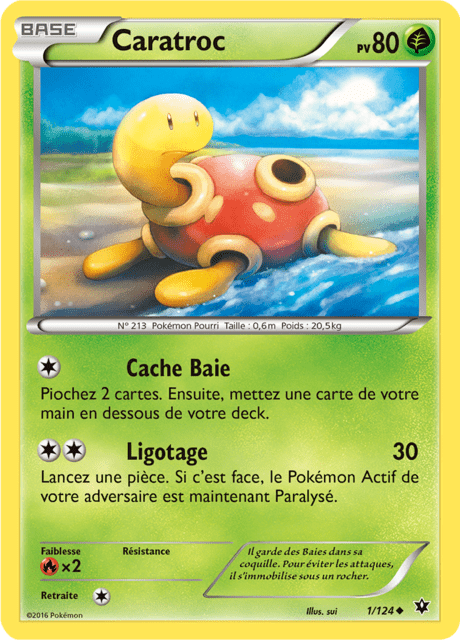 BASE
Caratroc
PV80
N° 213 Pokémon Pourri Taille : 0,6m Poids : 20,5kg
Cache Baie
Piochez 2 cartes. Ensuite, mettez une carte de votre
main en dessous de votre deck.
Ligotage 30
Lancez une pièce. Si c'est face, le Pokémon Actif de
votre adversaire est maintenant Paralysé.
Faiblesse Résistance
×2
Retraite
Il garde des Baies dans sa
coquille. Pour éviter les attaques,
il s'immobilise sous un rocher.
©2016 Pokémon
Illus. sui 1/124